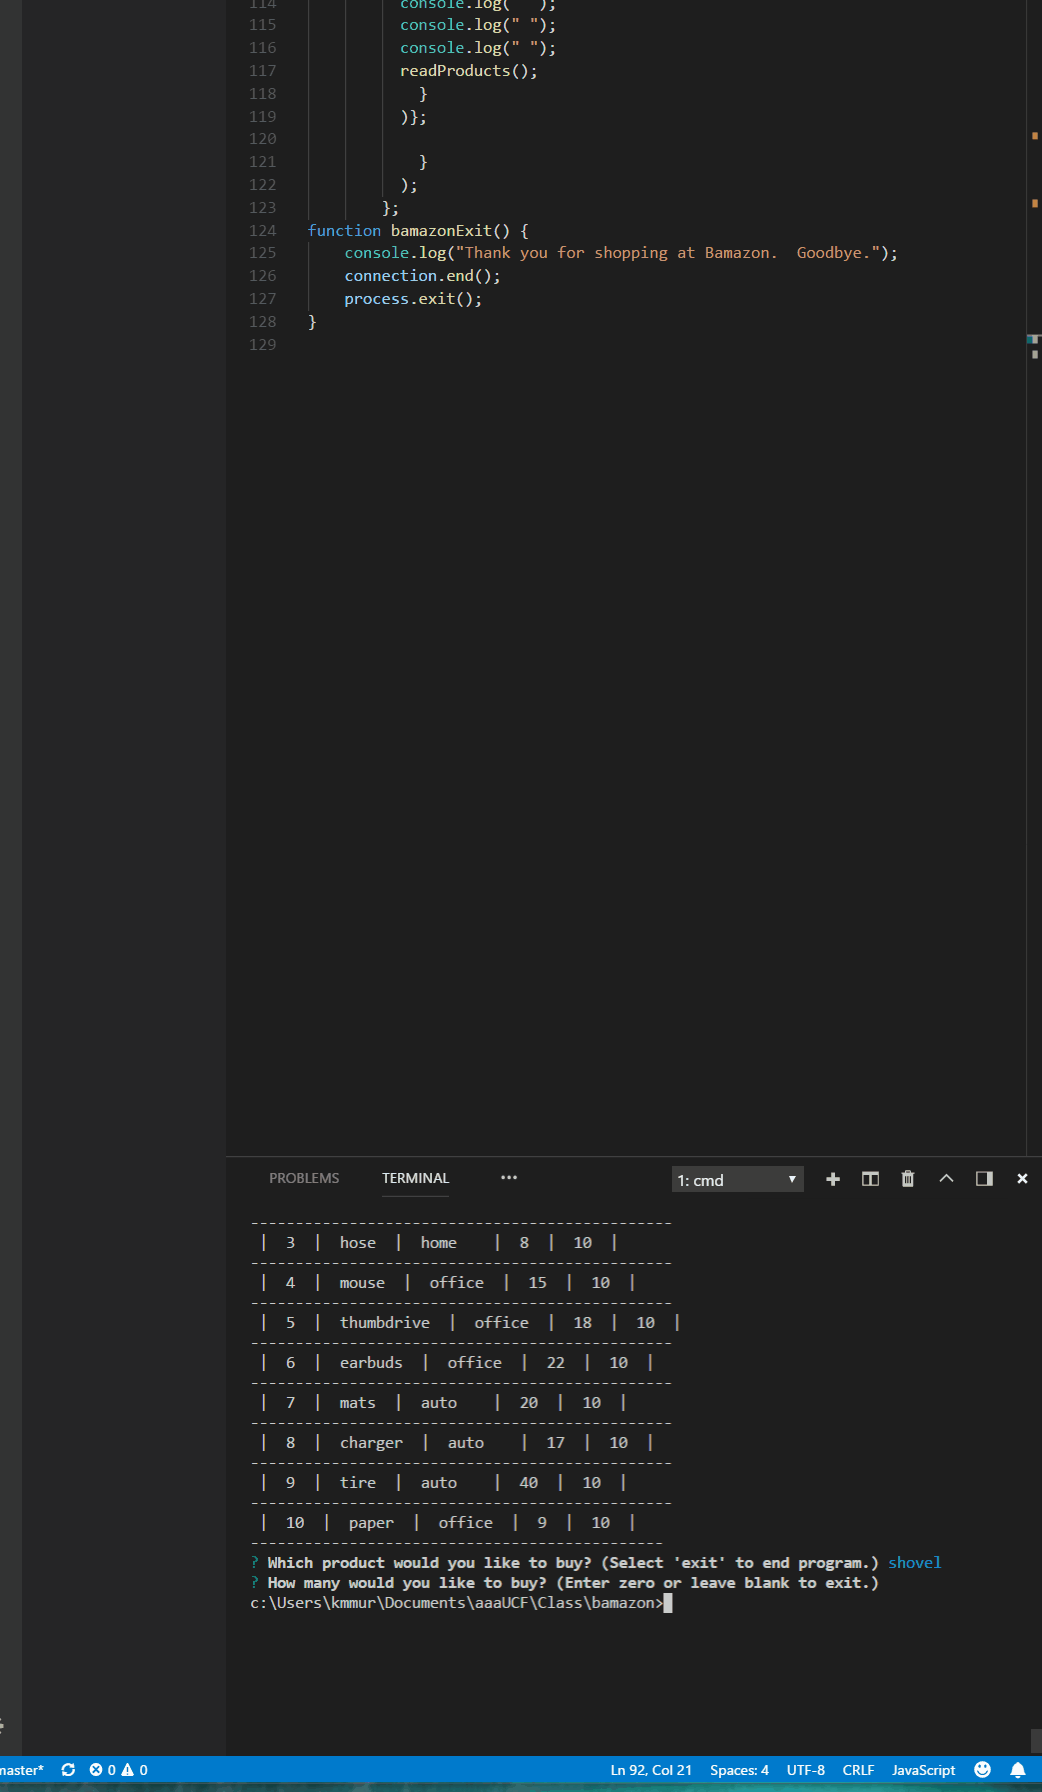 114 console.log(" ");
115 console.log(" ");
116 console.log(" ");
117 readProducts();
118 }
119 )};
120
121 }
122 );
123 };
124 function bamazonExit() {
125 console.log("Thank you for shopping at Bamazon.  Goodbye.");
126 connection.end();
127 process.exit();
128 }
129
PROBLEMS TERMINAL ••• 1: cmd
----------------------------------------------
| 3 | hose | home | 8 | 10 |
----------------------------------------------
| 4 | mouse | office | 15 | 10 |
----------------------------------------------
| 5 | thumbdrive | office | 18 | 10 |
----------------------------------------------
| 6 | earbuds | office | 22 | 10 |
----------------------------------------------
| 7 | mats | auto | 20 | 10 |
----------------------------------------------
| 8 | charger | auto | 17 | 10 |
----------------------------------------------
| 9 | tire | auto | 40 | 10 |
----------------------------------------------
| 10 | paper | office | 9 | 10 |
----------------------------------------------
? Which product would you like to buy? (Select 'exit' to end program.) shovel
? How many would you like to buy? (Enter zero or leave blank to exit.)
c:\Users\kmmur\Documents\aaaUCF\Class\bamazon>
master* 0 0 Ln 92, Col 21 Spaces: 4 UTF-8 CRLF JavaScript